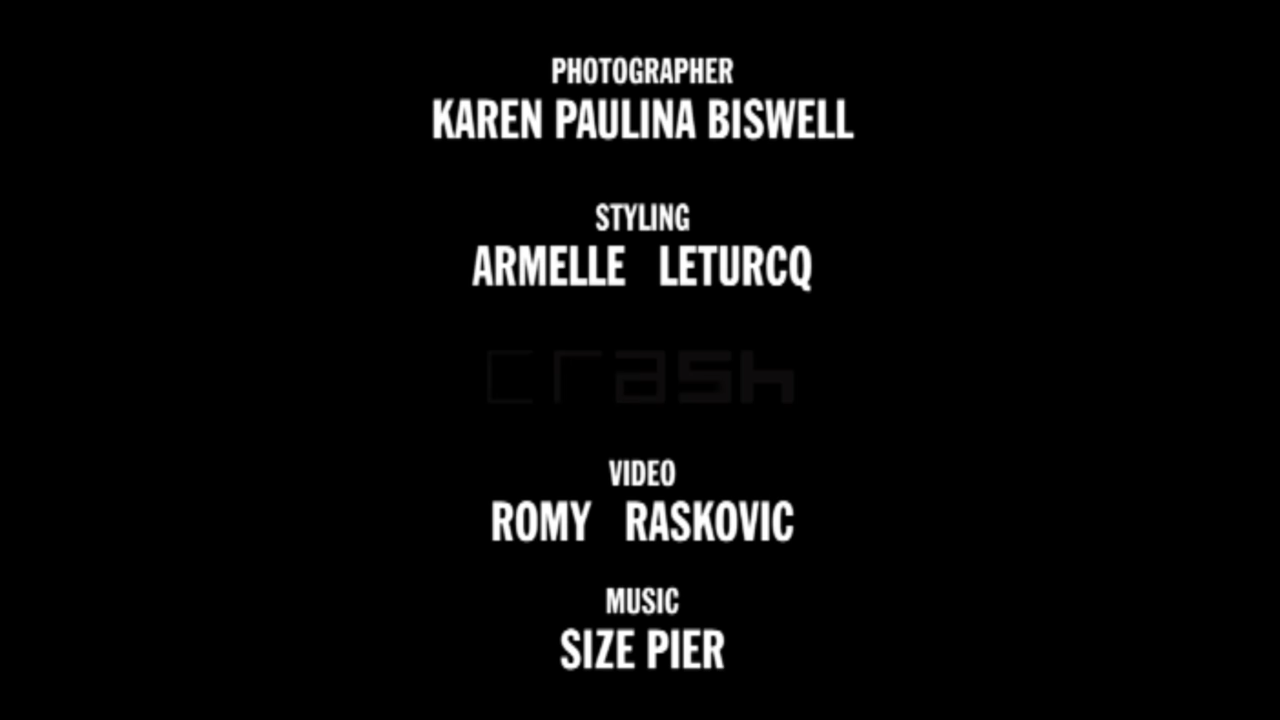 PHOTOGRAPHER
KAREN PAULINA BISWELL
STYLING
ARMELLE LETURCQ
crash
VIDEO
ROMY RASKOVIC
MUSIC
SIZE PIER